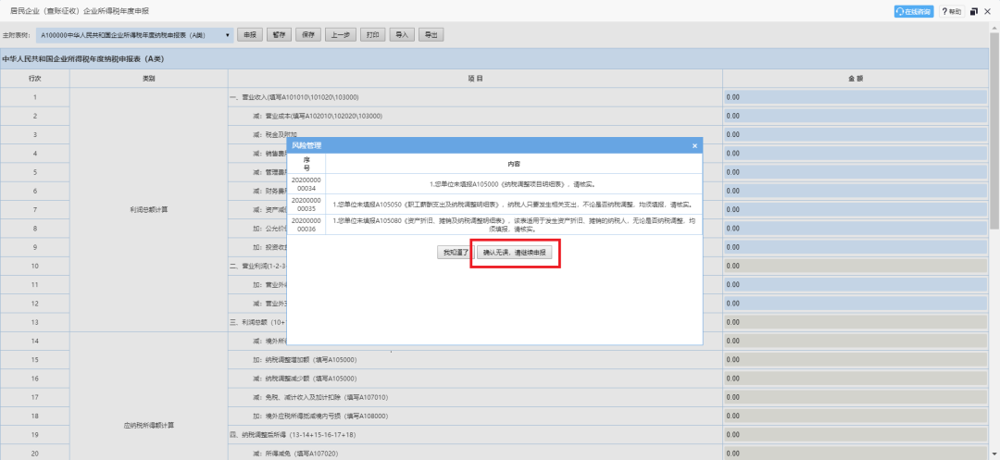 居民企业（查账征收）企业所得税年度申报
在线咨询
? 帮助
主附表树:
A100000中华人民共和国企业所得税年度纳税申报表（A类）
申报
暂存
保存
上一步
打印
导入
导出
中华人民共和国企业所得税年度纳税申报表（A类）
行次 类别 项 目 金 额
1 一、营业收入(填写A101010\101020\103000) 0.00
2 减：营业成本(填写A102010\102020\103000) 0.00
3 减：税金及附加 0.00
4 减：销售费 0.00
5 减：管理费 0.00
6 减：财务费 0.00
7 利润总额计算 减：资产减 0.00
8 加：公允价 0.00
9 加：投资收 0.00
10 二、营业利润(1-2-3 0.00
11 加：营业外 0.00
12 减：营业外 0.00
13 三、利润总额（10+ 0.00
14 减：境外所 0.00
15 加：纳税调整增加额（填写A105000） 0.00
16 减：纳税调整减少额（填写A105000） 0.00
17 减：免税、减计收入及加计扣除（填写A107010） 0.00
18 加：境外应税所得抵减境内亏损（填写A108000） 0.00
应纳税所得额计算
19 四、纳税调整后所得（13-14+15-16-17+18） 0.00
20 减：所得减免（填写A107020） 0.00
风险管理
×
序
号
内容
20200000
00034
1.您单位未填报A105000《纳税调整项目明细表》，请核实。
20200000
00035
1.您单位未填报A105050《职工薪酬支出及纳税调整明细表》，纳税人只要发生相关支出，不论是否纳税调整，均须填报，请核实。
20200000
00036
1.您单位未填报A105080《资产折旧、摊销及纳税调整明细表》，该表适用于发生资产折旧、摊销的纳税人，无论是否纳税调整，均
须填报，请核实。
我知道了
确认无误，请继续申报